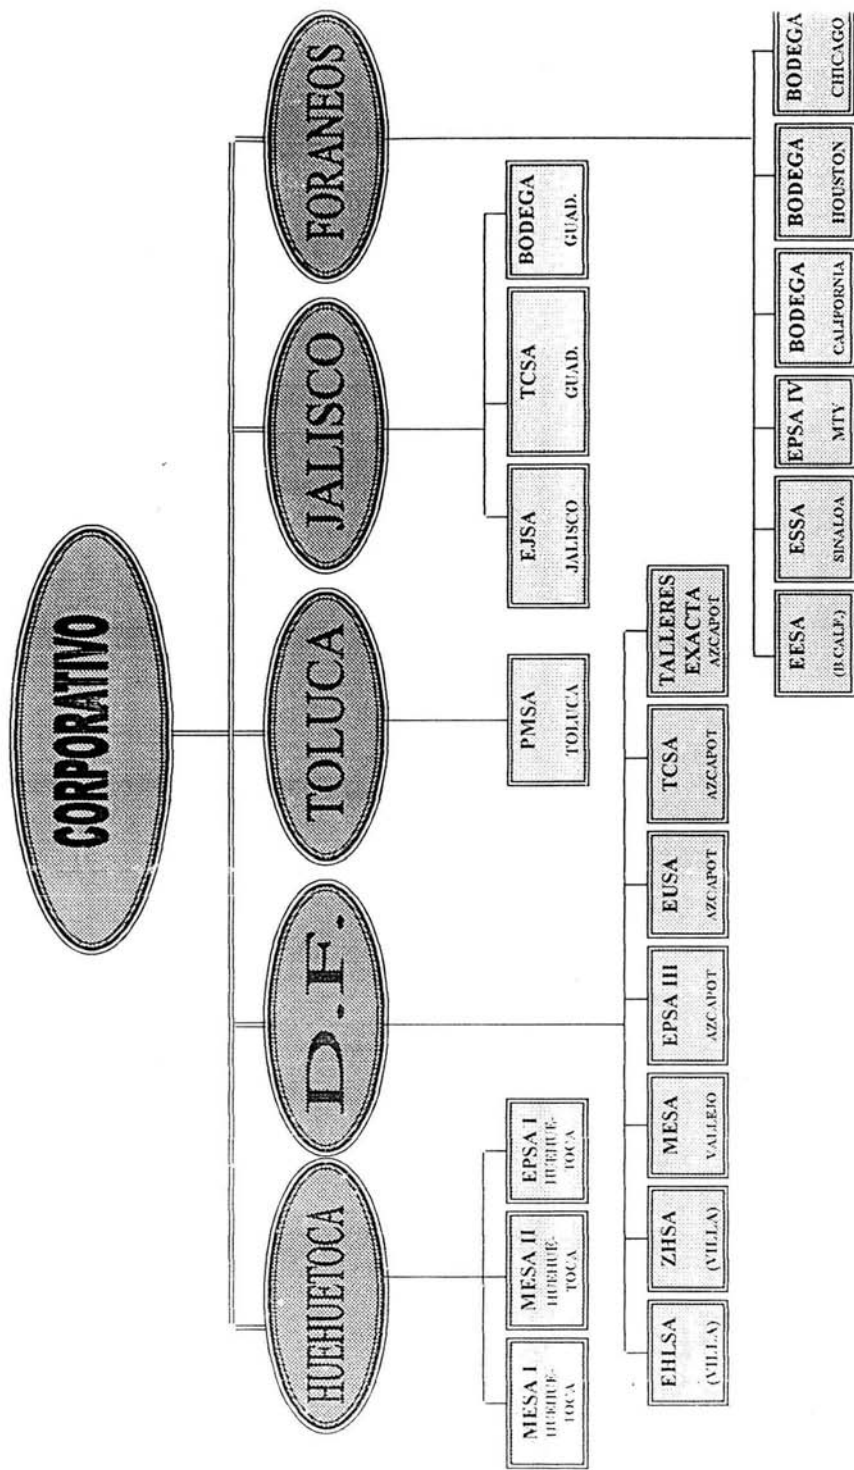 CORPORATIVO
HUEHUETOCA
D.F.
TOLUCA
JALISCO
FORANEOS
MESA I
HUEHUE-
TOCA
MESA II
HUEHUE-
TOCA
EPSA I
HUEHUE-
TOCA
PMSA
TOLUCA
EJSA
JALISCO
TCSA
GUAD.
BODEGA
GUAD.
EHLSA
(VILLA)
ZHSA
(VILLA)
MESA
VALLEJO
EPSA III
AZCAPOT
EUSA
AZCAPOT
TCSA
AZCAPOT
TALLERES
EXACTA
AZCAPOT
EESA
(B.CALF.)
ESSA
SINALOA
EPSA IV
MTY
BODEGA
CALIFORNIA
BODEGA
HOUSTON
BODEGA
CHICAGO